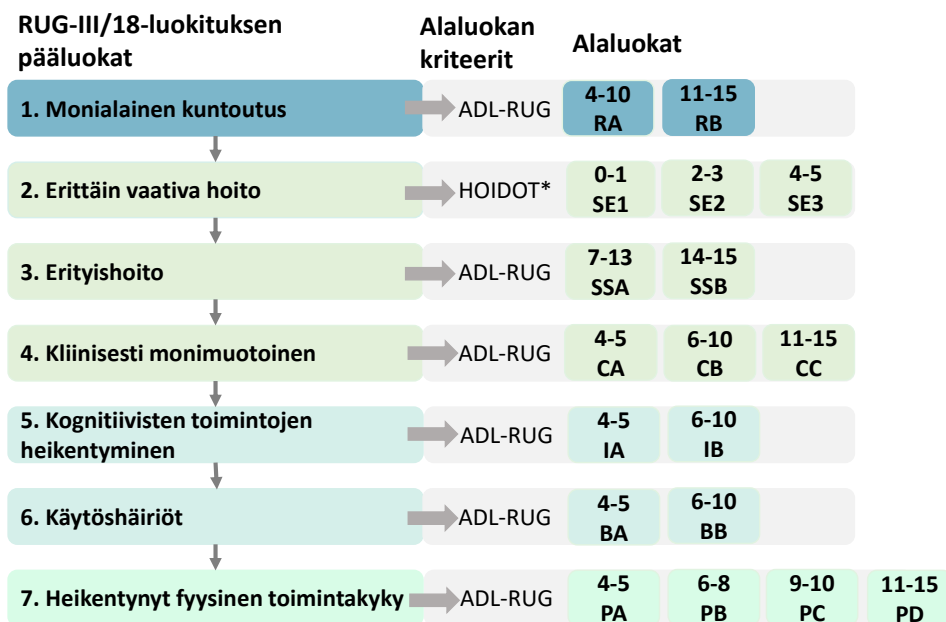 RUG-III/18-luokituksen
pääluokat
Alaluokan
kriteerit
Alaluokat
1. Monialainen kuntoutus
ADL-RUG
4-10
RA
11-15
RB
2. Erittäin vaativa hoito
HOIDOT*
0-1
SE1
2-3
SE2
4-5
SE3
3. Erityishoito
ADL-RUG
7-13
SSA
14-15
SSB
4. Kliinisesti monimuotoinen
ADL-RUG
4-5
CA
6-10
CB
11-15
CC
5. Kognitiivisten toimintojen
heikentyminen
ADL-RUG
4-5
IA
6-10
IB
6. Käytöshäiriöt
ADL-RUG
4-5
BA
6-10
BB
7. Heikentynyt fyysinen toimintakyky
ADL-RUG
4-5
PA
6-8
PB
9-10
PC
11-15
PD